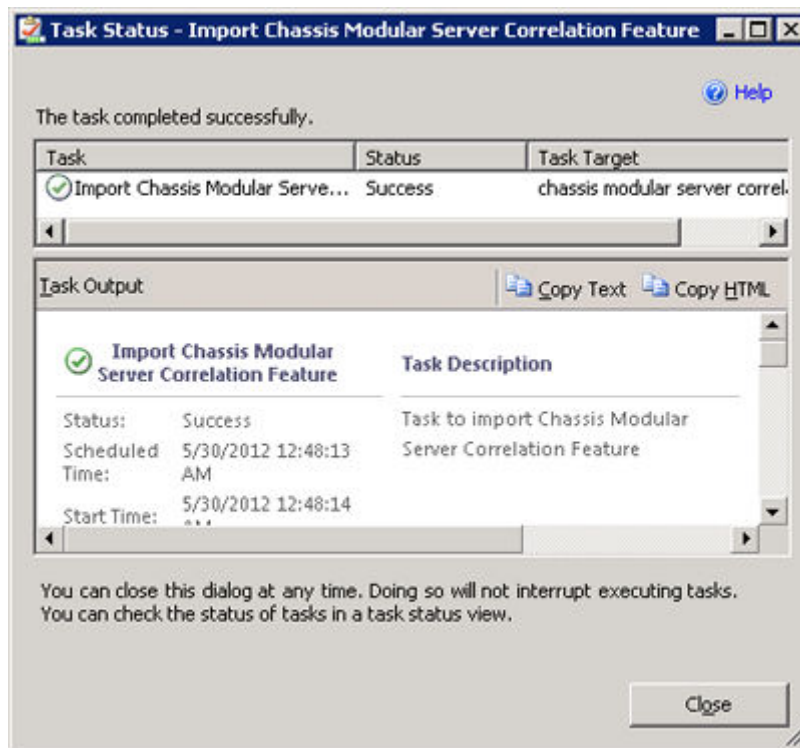 Task Status - Import Chassis Modular Server Correlation Feature
Help
The task completed successfully.
Task Status Task Target
Import Chassis Modular Serve... Success chassis modular server correl
Task Output Copy Text Copy HTML
Import Chassis Modular
Server Correlation Feature
Task Description
Status: Success
Scheduled Time: 5/30/2012 12:48:13 AM
Start Time: 5/30/2012 12:48:14
Task to import Chassis Modular
Server Correlation Feature
You can close this dialog at any time. Doing so will not interrupt executing tasks.
You can check the status of tasks in a task status view.
Close